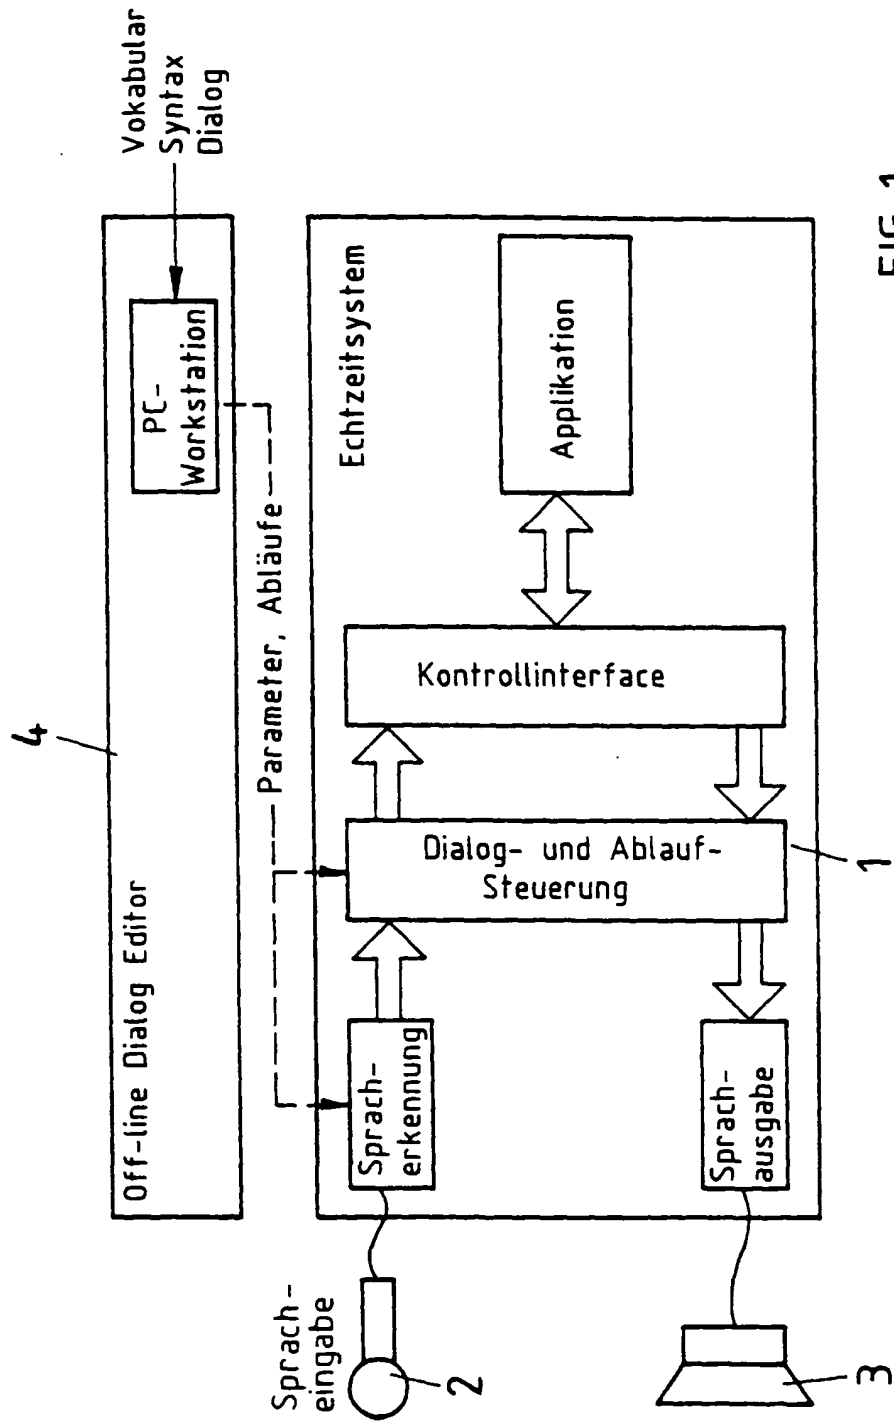 4
Off-line Dialog Editor
PC-
Workstation
Vokabular
Syntax
Dialog
Parameter, Abläufe
Echtzeitsystem
Sprach-
eingabe
2
Sprach-
erkennung
Dialog- und Ablauf-
Steuerung
Kontrollinterface
Applikation
Sprach-
ausgabe
3
1
FIG. 1